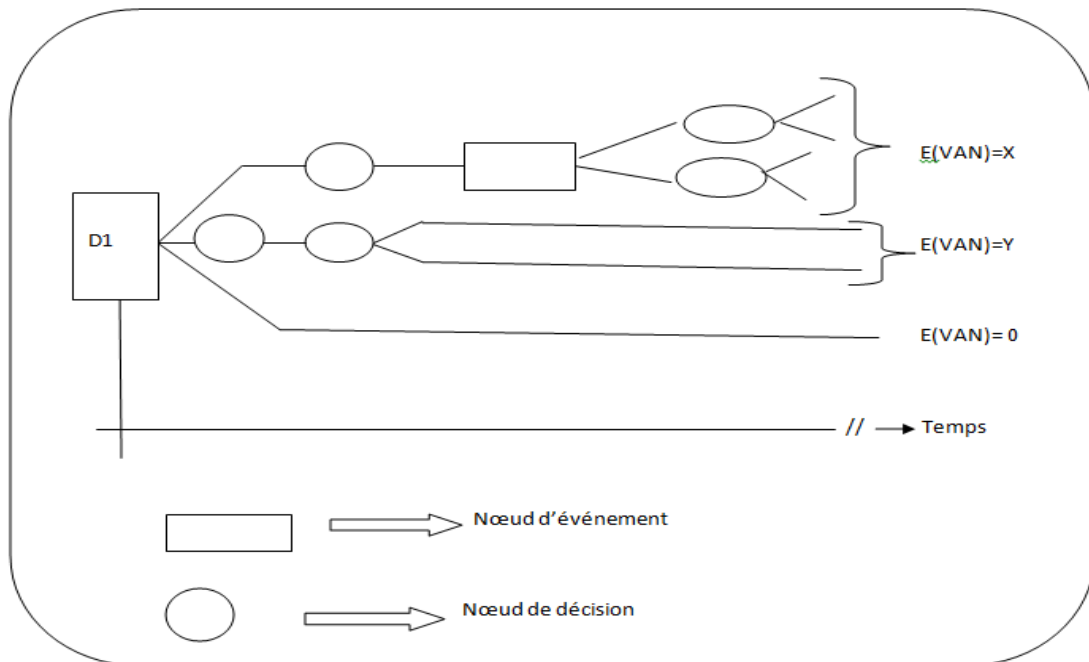 E(VAN)=X
D1
E(VAN)=Y
E(VAN)= 0
// Temps
Nœud d’événement
Nœud de décision